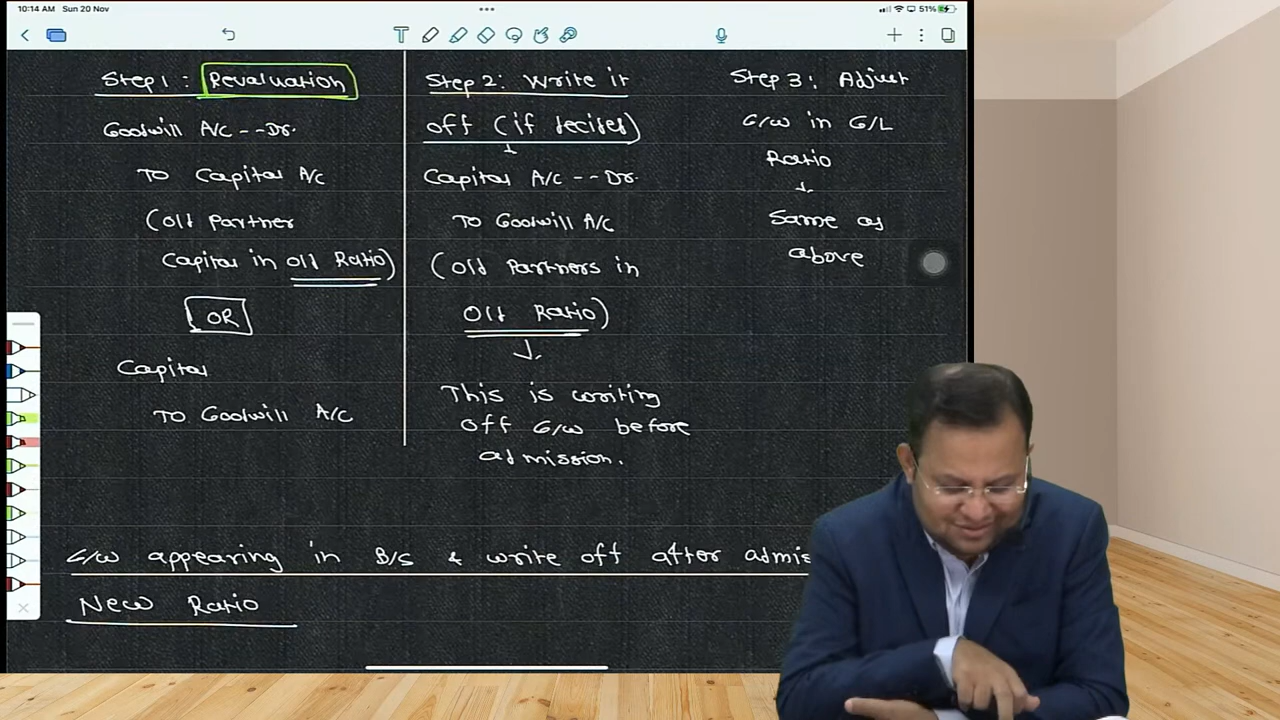 10:14 AM Sun 20 Nov
51%
Step 1: Revaluation
Goodwill A/C --Dr.
To Capital A/c
(Old Partner
Capital in Old Ratio)
OR
Capital
To Goodwill A/C
Step 2: Write it
off (if decided)
Capital A/C --Dr.
To Goodwill A/C
(Old Partners in
Old Ratio)
This is writing
off G/w before
admission.
Step 3: Adjust
G/w in G/L
Ratio
Same as
above
G/w appearing in B/S & write off after admis
New Ratio